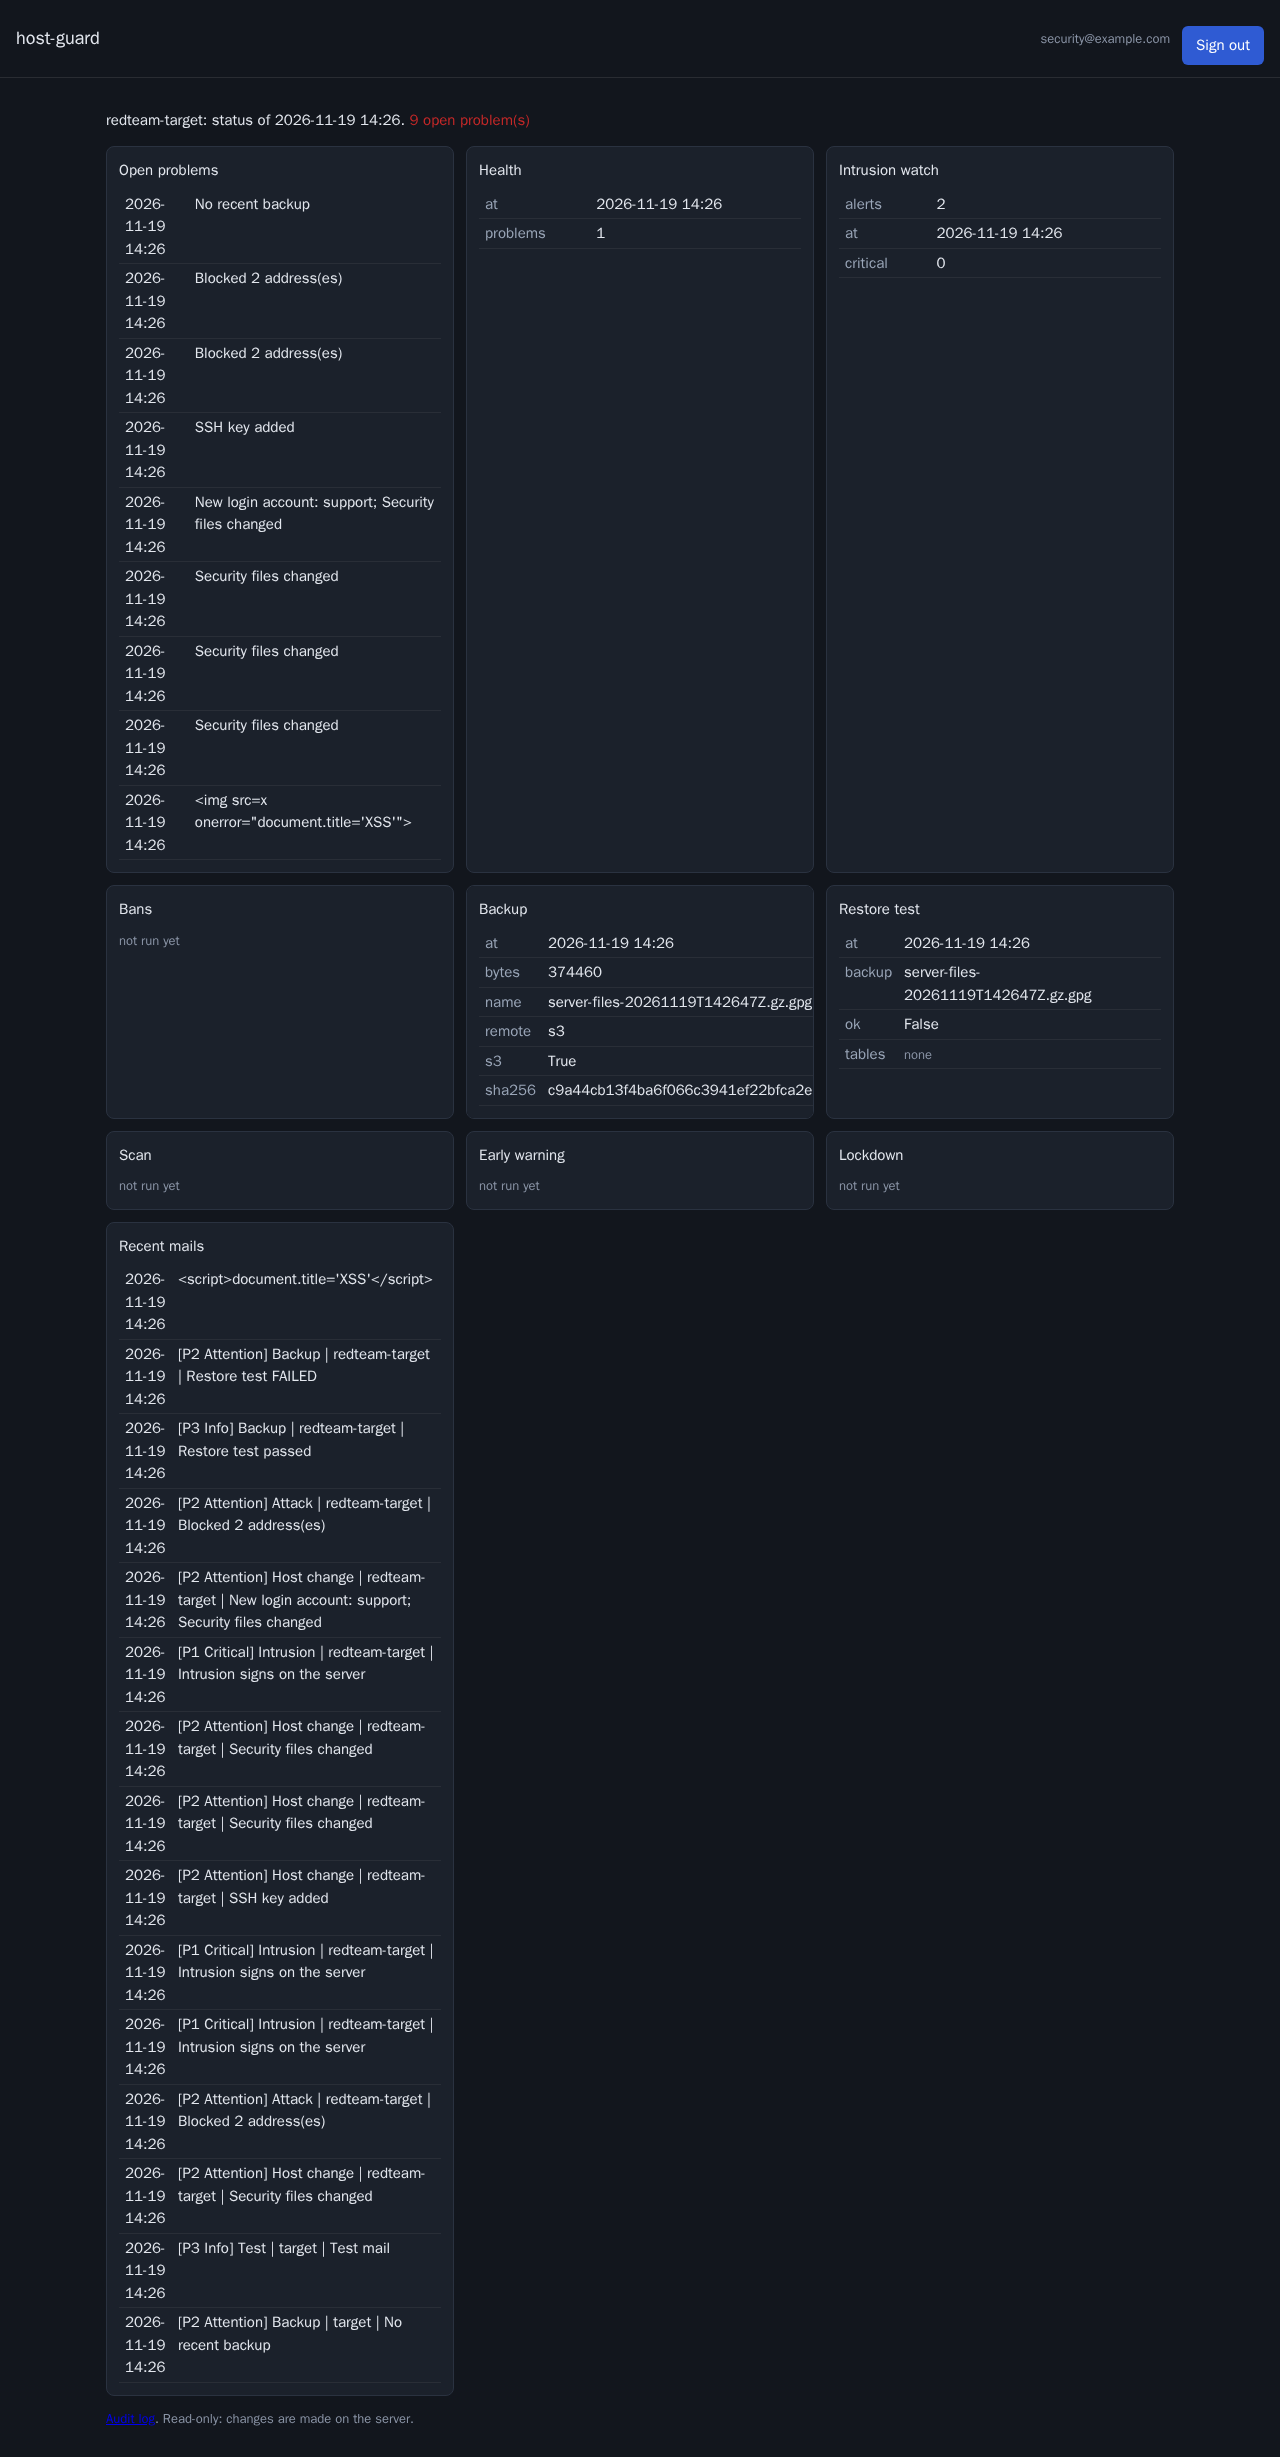 host-guard
security@example.com
Sign out
redteam-target: status of 2026-11-19 14:26. 9 open problem(s)
Open problems
2026-
11-19
14:26
No recent backup
2026-
11-19
14:26
Blocked 2 address(es)
2026-
11-19
14:26
Blocked 2 address(es)
2026-
11-19
14:26
SSH key added
2026-
11-19
14:26
New login account: support; Security
files changed
2026-
11-19
14:26
Security files changed
2026-
11-19
14:26
Security files changed
2026-
11-19
14:26
Security files changed
2026-
11-19
14:26
<img src=x
onerror="document.title='XSS'">
Health
at 2026-11-19 14:26
problems 1
Intrusion watch
alerts 2
at 2026-11-19 14:26
critical 0
Bans
not run yet
Backup
at 2026-11-19 14:26
bytes 374460
name server-files-20261119T142647Z.gz.gpg
remote s3
s3 True
sha256 c9a44cb13f4ba6f066c3941ef22bfca2e
Restore test
at 2026-11-19 14:26
backup server-files-
20261119T142647Z.gz.gpg
ok False
tables none
Scan
not run yet
Early warning
not run yet
Lockdown
not run yet
Recent mails
2026-
11-19
14:26
<script>document.title='XSS'</script>
2026-
11-19
14:26
[P2 Attention] Backup | redteam-target
| Restore test FAILED
2026-
11-19
14:26
[P3 Info] Backup | redteam-target |
Restore test passed
2026-
11-19
14:26
[P2 Attention] Attack | redteam-target |
Blocked 2 address(es)
2026-
11-19
14:26
[P2 Attention] Host change | redteam-
target | New login account: support;
Security files changed
2026-
11-19
14:26
[P1 Critical] Intrusion | redteam-target |
Intrusion signs on the server
2026-
11-19
14:26
[P2 Attention] Host change | redteam-
target | Security files changed
2026-
11-19
14:26
[P2 Attention] Host change | redteam-
target | Security files changed
2026-
11-19
14:26
[P2 Attention] Host change | redteam-
target | SSH key added
2026-
11-19
14:26
[P1 Critical] Intrusion | redteam-target |
Intrusion signs on the server
2026-
11-19
14:26
[P1 Critical] Intrusion | redteam-target |
Intrusion signs on the server
2026-
11-19
14:26
[P2 Attention] Attack | redteam-target |
Blocked 2 address(es)
2026-
11-19
14:26
[P2 Attention] Host change | redteam-
target | Security files changed
2026-
11-19
14:26
[P3 Info] Test | target | Test mail
2026-
11-19
14:26
[P2 Attention] Backup | target | No
recent backup
Audit log. Read-only: changes are made on the server.